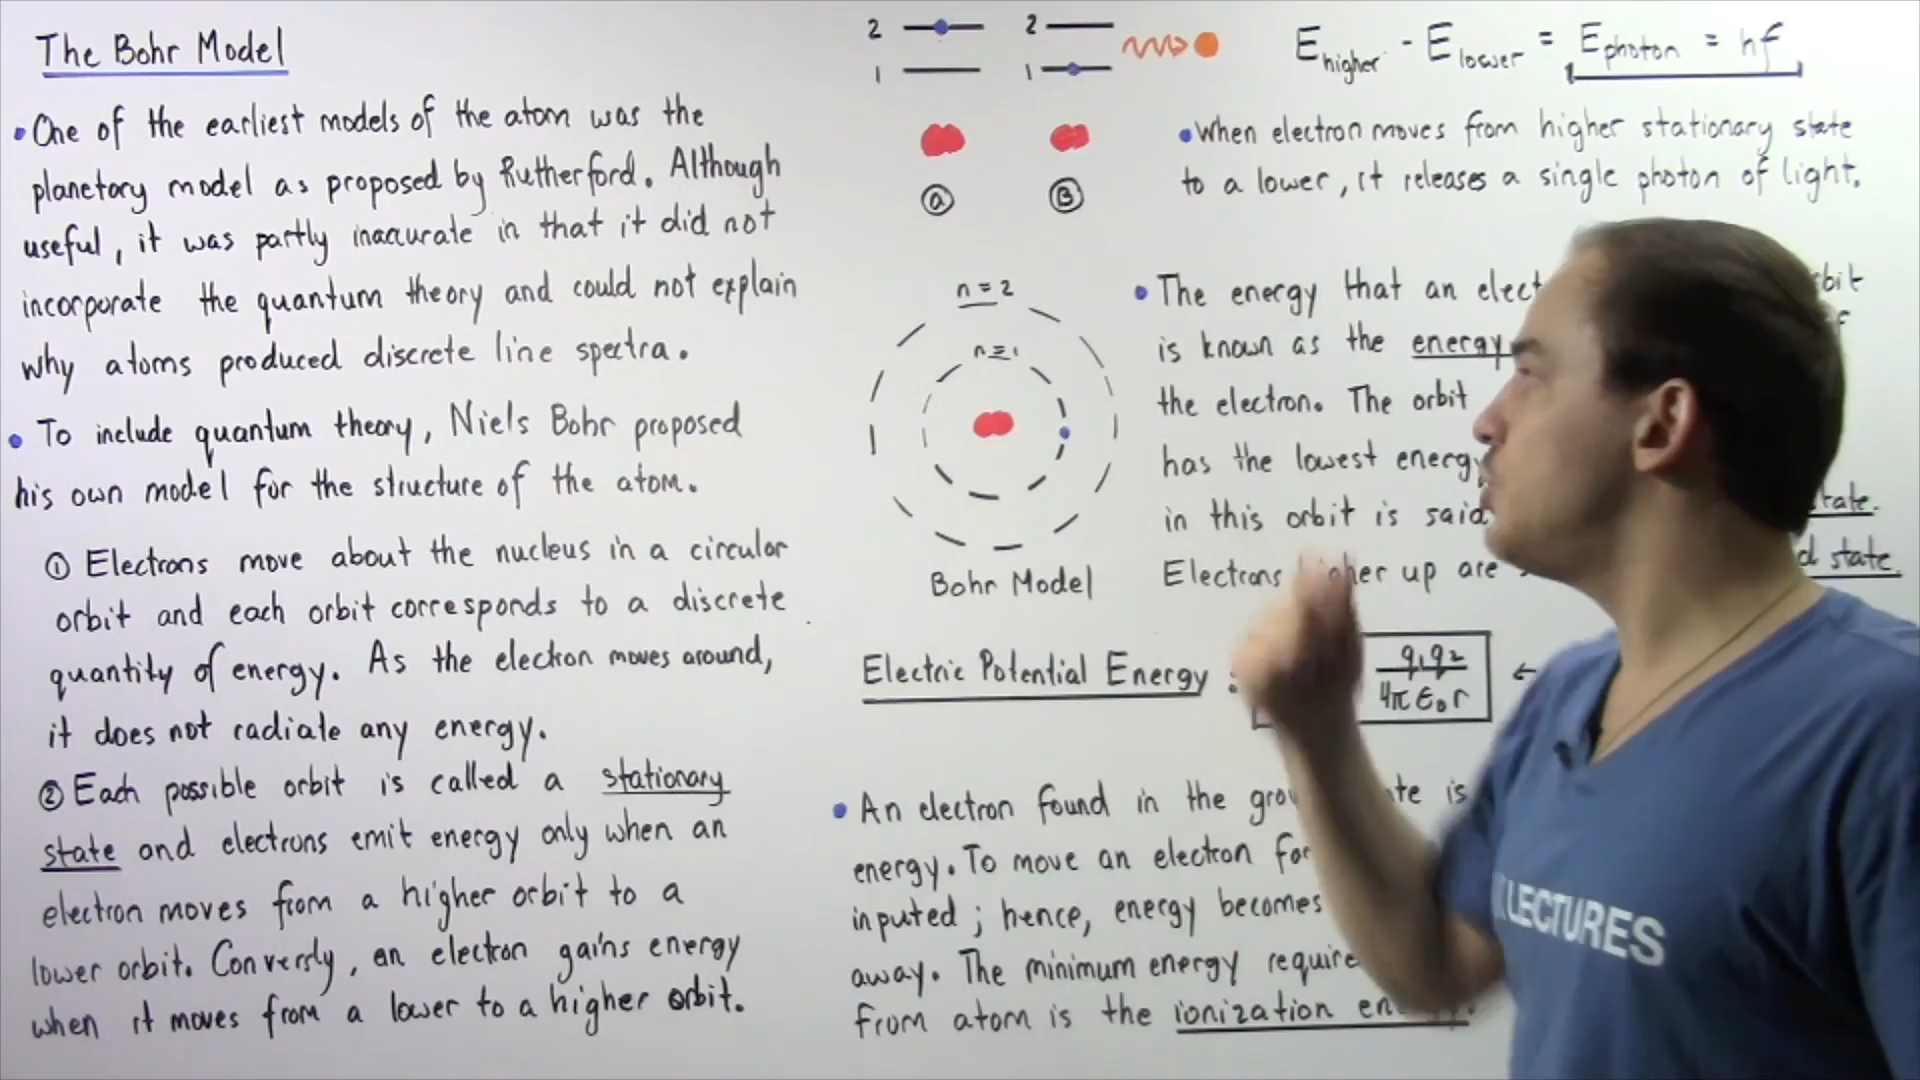 The Bohr Model
• One of the earliest models of the atom was the
planetary model as proposed by Rutherford. Although
useful, it was partly inaccurate in that it did not
incorporate the quantum theory and could not explain
why atoms produced discrete line spectra.
• To include quantum theory, Niels Bohr proposed
his own model for the structure of the atom.
① Electrons move about the nucleus in a circular
orbit and each orbit corresponds to a discrete
quantity of energy. As the electron moves around,
it does not radiate any energy.
② Each possible orbit is called a stationary
state and electrons emit energy only when an
electron moves from a higher orbit to a
lower orbit. Conversly, an electron gains energy
when it moves from a lower to a higher orbit.
2 2
1 1
a B
E higher - E lower = E photon = hf
• When electron moves from higher stationary state
to a lower, it releases a single photon of light.
n = 2
n = 1
Bohr Model
• The energy that an
is known as the energy
the electron. The orbit
has the lowest energy
in this orbit is said state.
Electrons up are state.
Electric Potential Energy :
q1q2
4πε0r
←
• An electron found in the is
energy. To move an electron
inputed ; hence, energy becomes
away. The minimum energy
from atom is the ionization
LECTURES